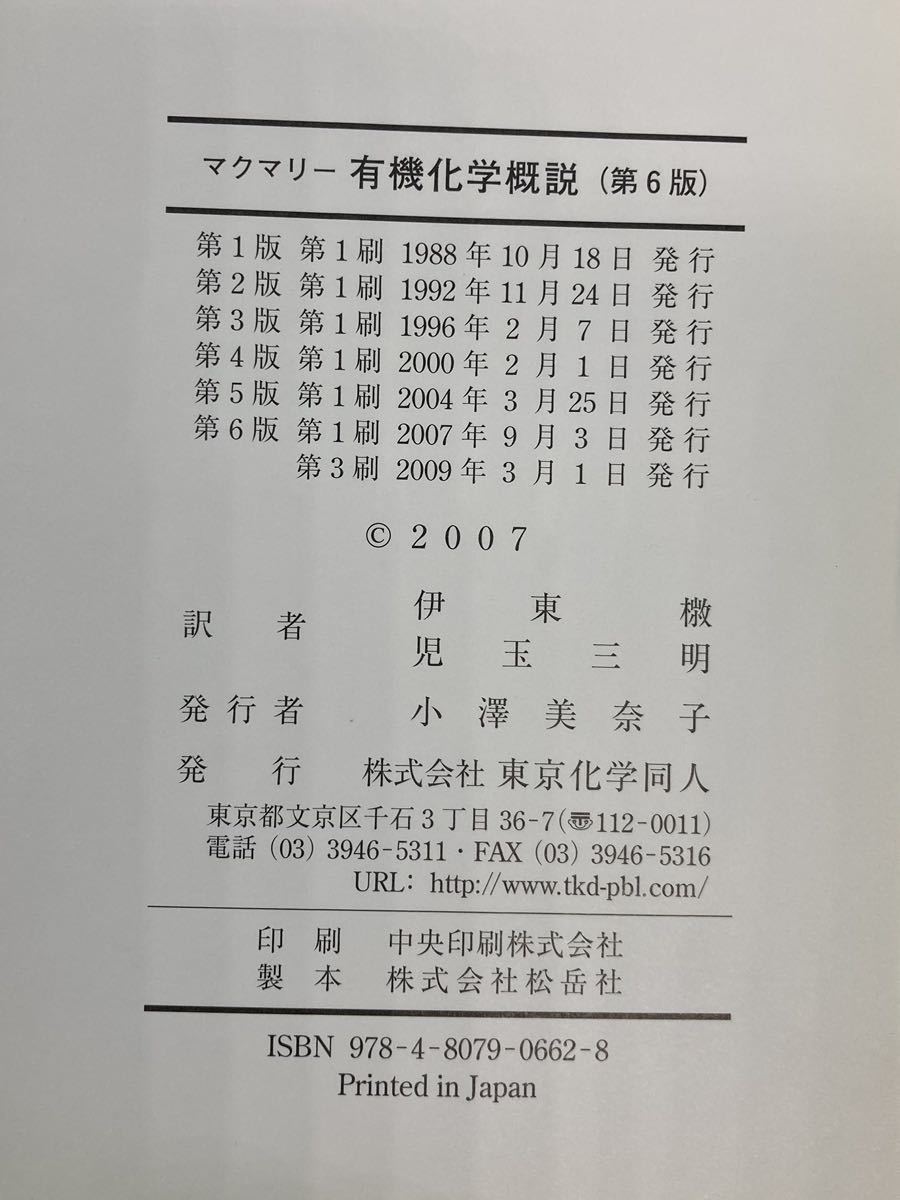 マクマリー 有機化学概説（第６版）
第１版 第１刷 1988年10月18日 発行
第２版 第１刷 1992年11月24日 発行
第３版 第１刷 1996年2月7日 発行
第４版 第１刷 2000年2月1日 発行
第５版 第１刷 2004年3月25日 発行
第６版 第１刷 2007年9月3日 発行
第３刷 2009年3月1日 発行
© 2007
訳者 伊東 椒
児玉三明
発行者 小澤美奈子
発行 株式会社 東京化学同人
東京都文京区千石３丁目36-7(〠112-0011)
電話 (03) 3946-5311・FAX (03) 3946-5316
URL: http://www.tkd-pbl.com/
印刷 中央印刷株式会社
製本 株式会社松岳社
ISBN 978-4-8079-0662-8
Printed in Japan